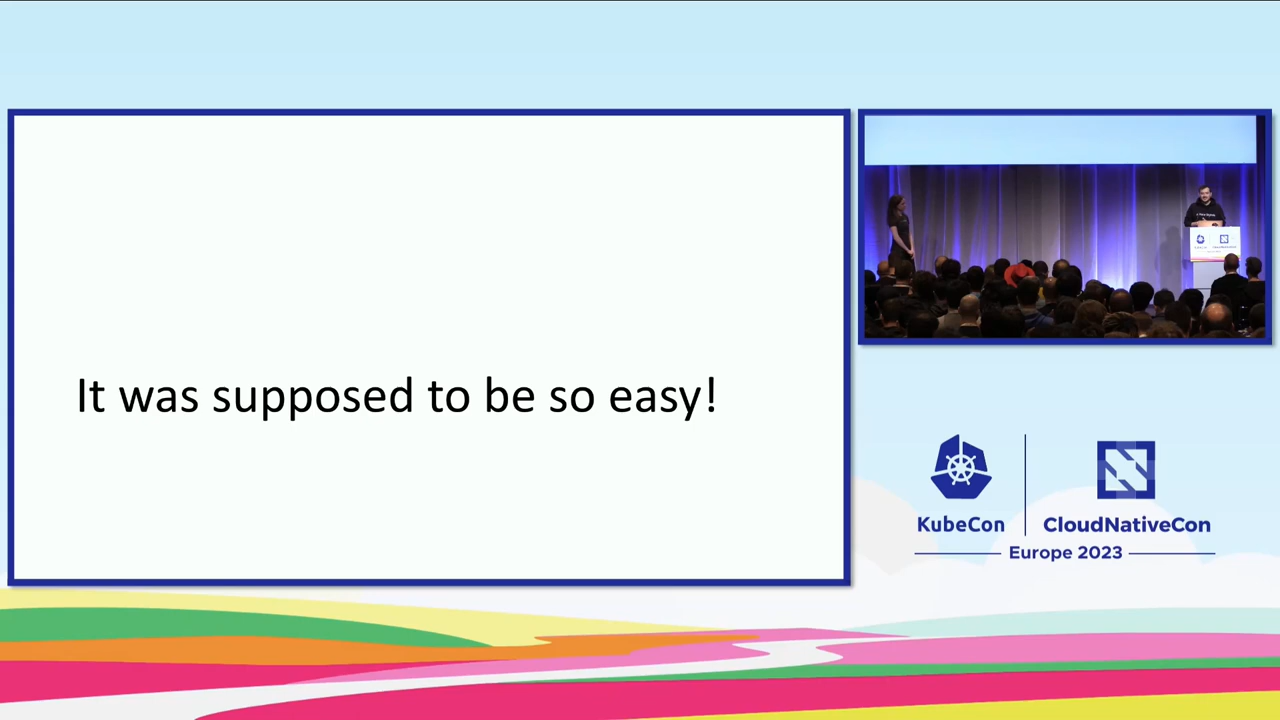 It was supposed to be so easy!
KubeCon
CloudNativeCon
Europe 2023